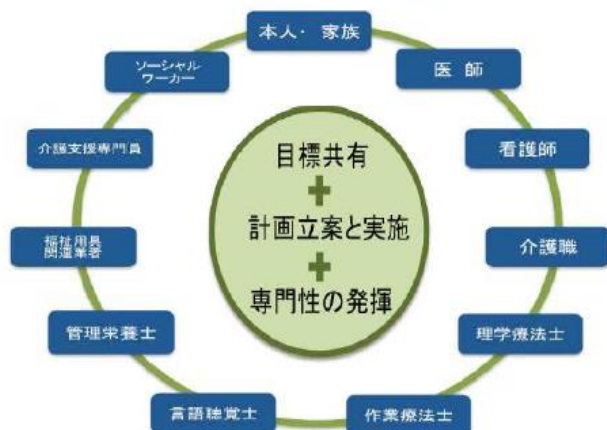 本人・ 家族
医 師
看護師
介護職
理学療法士
作業療法士
言語聴覚士
管理栄養士
福祉用具
関連業者
介護支援専門員
ソーシャル
ワーカー
目標共有
+
計画立案と実施
+
専門性の発揮